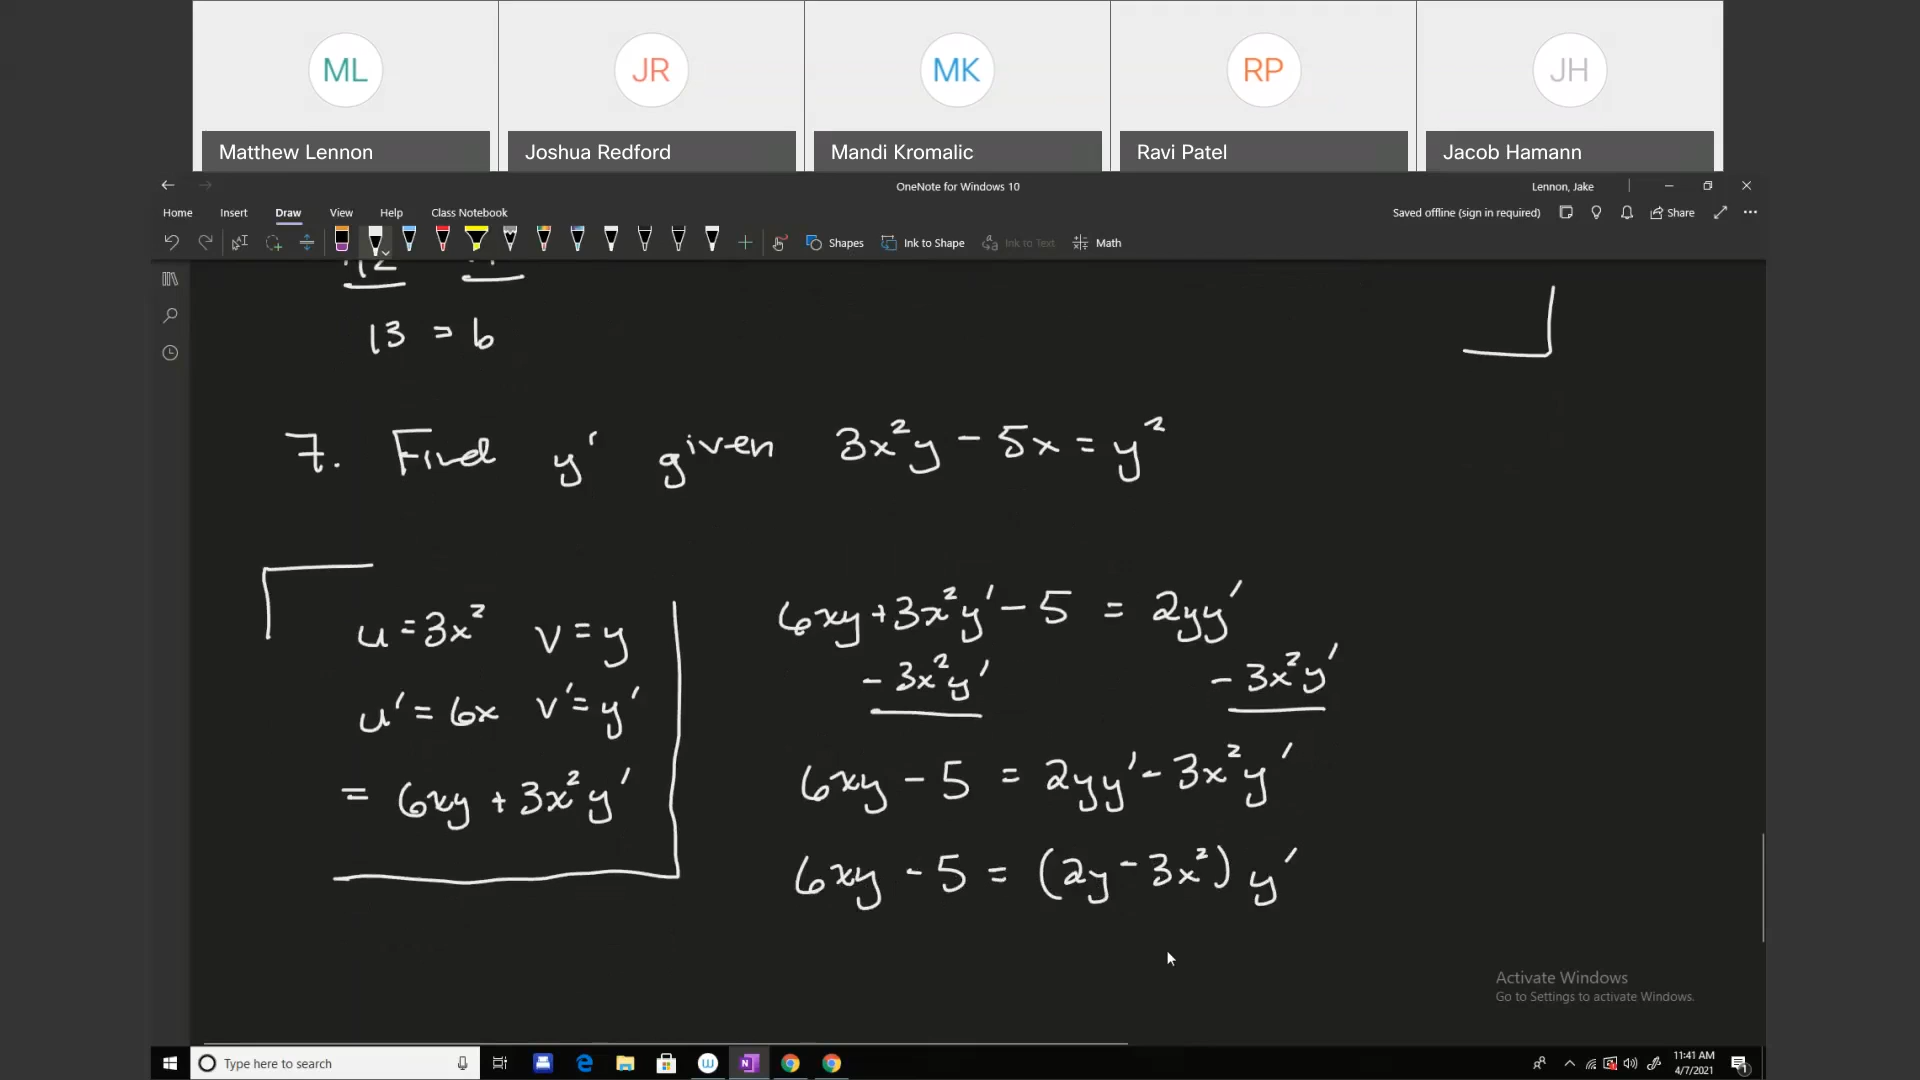 ML JR MK RP JH
Matthew Lennon Joshua Redford Mandi Kromalic Ravi Patel Jacob Hamann
OneNote for Windows 10 Lennon, Jake
Home Insert Draw View Help Class Notebook Saved offline (sign in required) Share
Shapes Ink to Shape Ink to Text Math
13 = b
7. Find y' given 3x²y - 5x = y²
u = 3x² v = y
u' = 6x v' = y'
= 6xy + 3x²y'
6xy + 3x²y' - 5 = 2yy'
- 3x²y' - 3x²y'
6xy - 5 = 2yy' - 3x²y'
6xy - 5 = (2y - 3x²) y'
Activate Windows
Go to Settings to activate Windows.
Type here to search
11:41 AM
4/7/2021